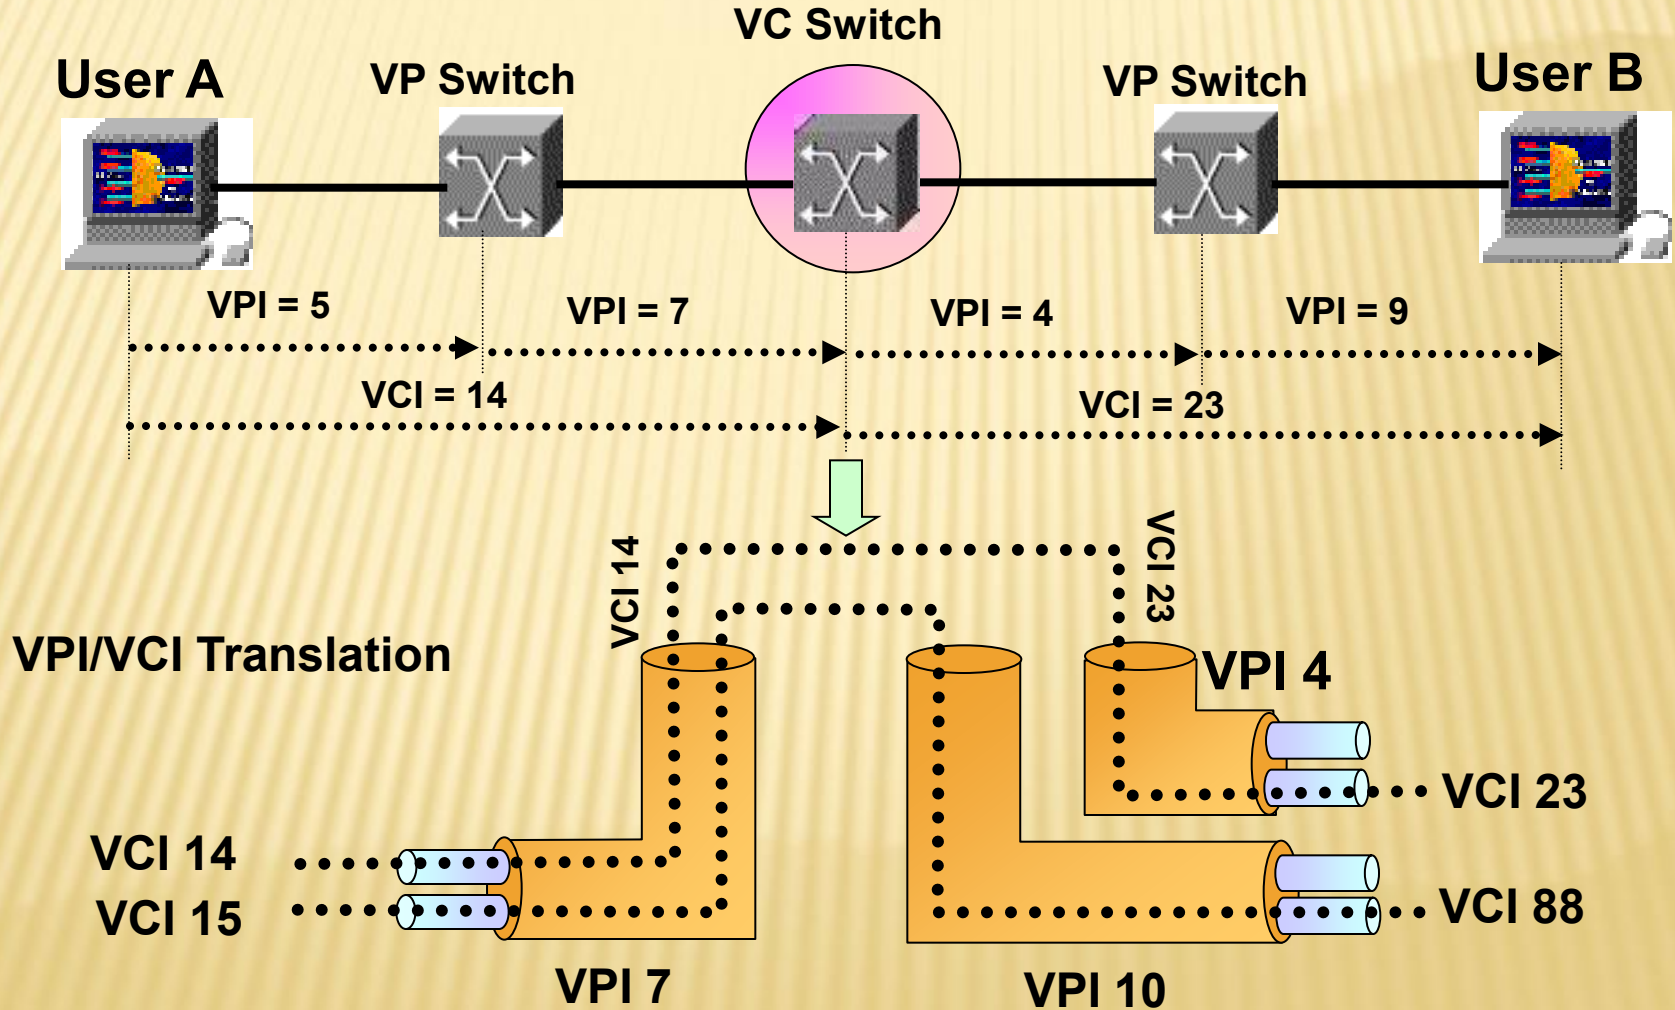 VC Switch
User A
VP Switch
VP Switch
User B
VPI = 5
VPI = 7
VPI = 4
VPI = 9
VCI = 14
VCI = 23
VCI 14
VCI 23
VPI/VCI Translation
VPI 4
VCI 23
VCI 14
VCI 15
VCI 88
VPI 7
VPI 10